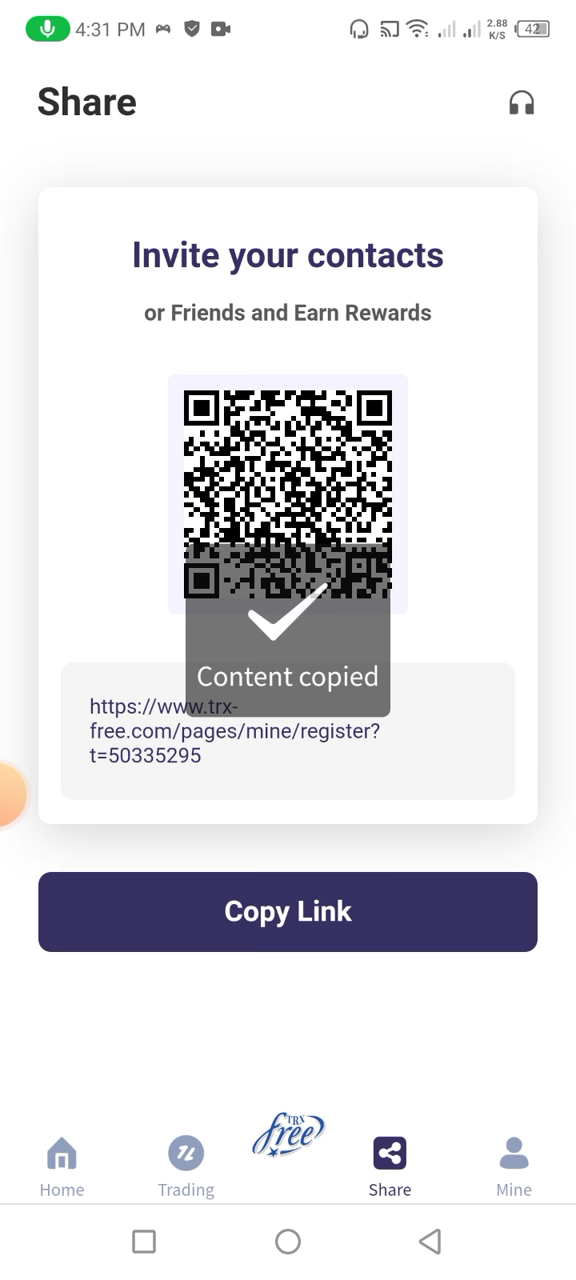 4:31 PM
2.88
K/S
42
Share
Invite your contacts
or Friends and Earn Rewards
Content copied
https://www.trx-
free.com/pages/mine/register?
t=50335295
Copy Link
TRX
free
Home
Trading
Share
Mine